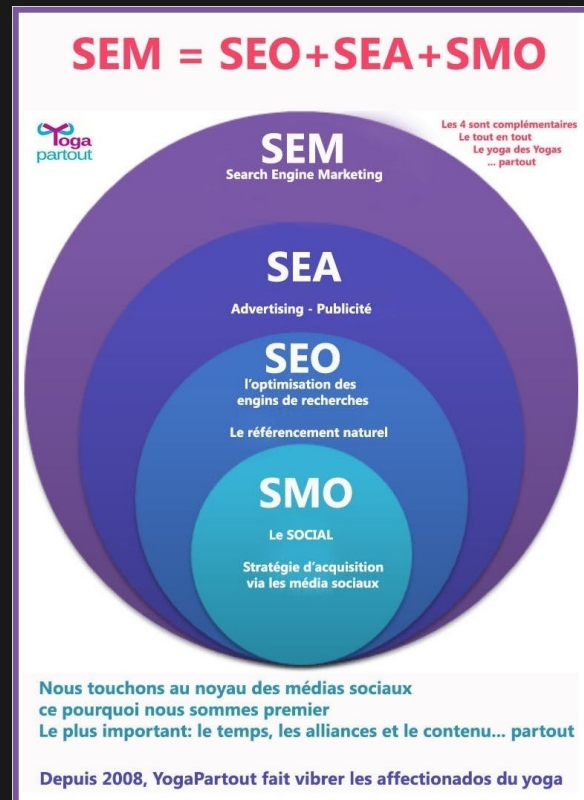 SEM = SEO+SEA+SMO
Yoga
partout
Les 4 sont complémentaires
Le tout en tout
Le yoga des Yogas
... partout
SEM
Search Engine Marketing
SEA
Advertising - Publicité
SEO
l'optimisation des
engins de recherches
Le référencement naturel
SMO
Le SOCIAL
Stratégie d'acquisition
via les média sociaux
Nous touchons au noyau des médias sociaux
ce pourquoi nous sommes premier
Le plus important: le temps, les alliances et le contenu... partout
Depuis 2008, YogaPartout fait vibrer les affectionados du yoga